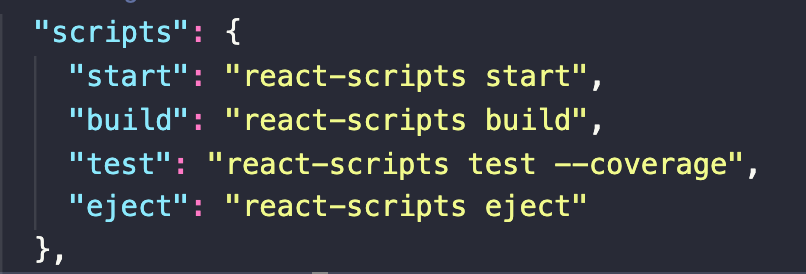 "scripts": {
"start": "react-scripts start",
"build": "react-scripts build",
"test": "react-scripts test --coverage",
"eject": "react-scripts eject"
},